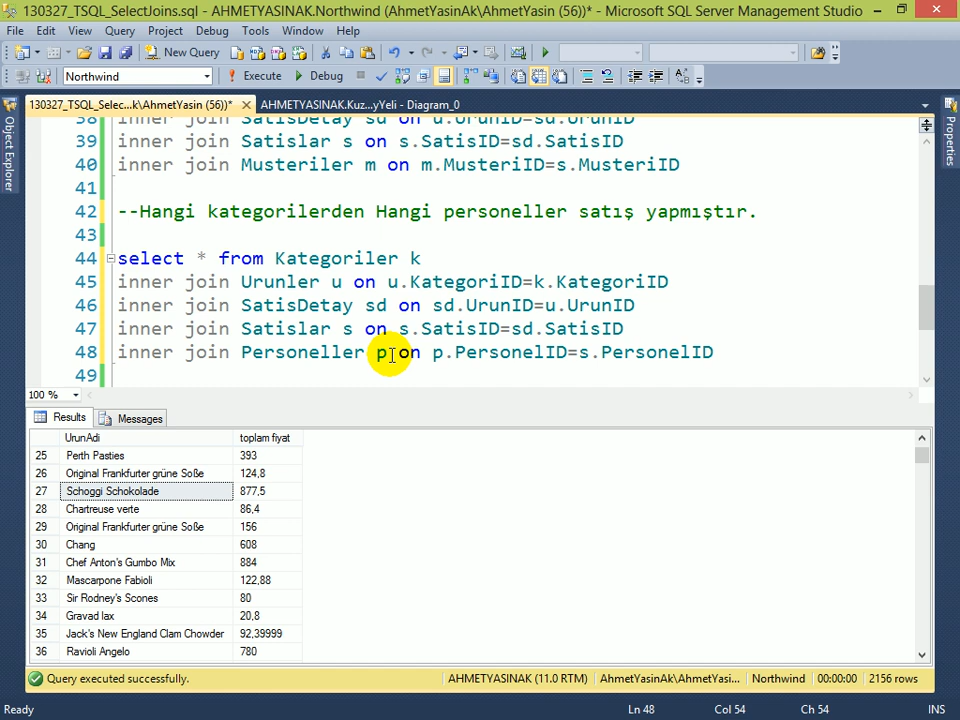 130327_TSQL_SelectJoins.sql - AHMETYASINAK.Northwind (AhmetYasinAk\AhmetYasin (56))* - Microsoft SQL Server Management Studio
File Edit View Query Project Debug Tools Window Help
New Query
Northwind Execute Debug
130327_TSQL_Selec...k\AhmetYasin (56))* AHMETYASINAK.Kuz...yYeli - Diagram_0
Object Explorer
Properties
38 inner join SatisDetay sd on u.UrunID=sd.UrunID
39 inner join Satislar s on s.SatisID=sd.SatisID
40 inner join Musteriler m on m.MusteriID=s.MusteriID
41
42 --Hangi kategorilerden Hangi personeller satış yapmıştır.
43
44 select * from Kategoriler k
45 inner join Urunler u on u.KategoriID=k.KategoriID
46 inner join SatisDetay sd on sd.UrunID=u.UrunID
47 inner join Satislar s on s.SatisID=sd.SatisID
48 inner join Personeller p on p.PersonelID=s.PersonelID
49
100 %
Results Messages
UrunAdi toplam fiyat
25 Perth Pasties 393
26 Original Frankfurter grüne Soße 124,8
27 Schoggi Schokolade 877,5
28 Chartreuse verte 86,4
29 Original Frankfurter grüne Soße 156
30 Chang 608
31 Chef Anton's Gumbo Mix 884
32 Mascarpone Fabioli 122,88
33 Sir Rodney's Scones 80
34 Gravad lax 20,8
35 Jack's New England Clam Chowder 92,39999
36 Ravioli Angelo 780
Query executed successfully. AHMETYASINAK (11.0 RTM) AhmetYasinAk\AhmetYasi... Northwind 00:00:00 2156 rows
Ready Ln 48 Col 54 Ch 54 INS